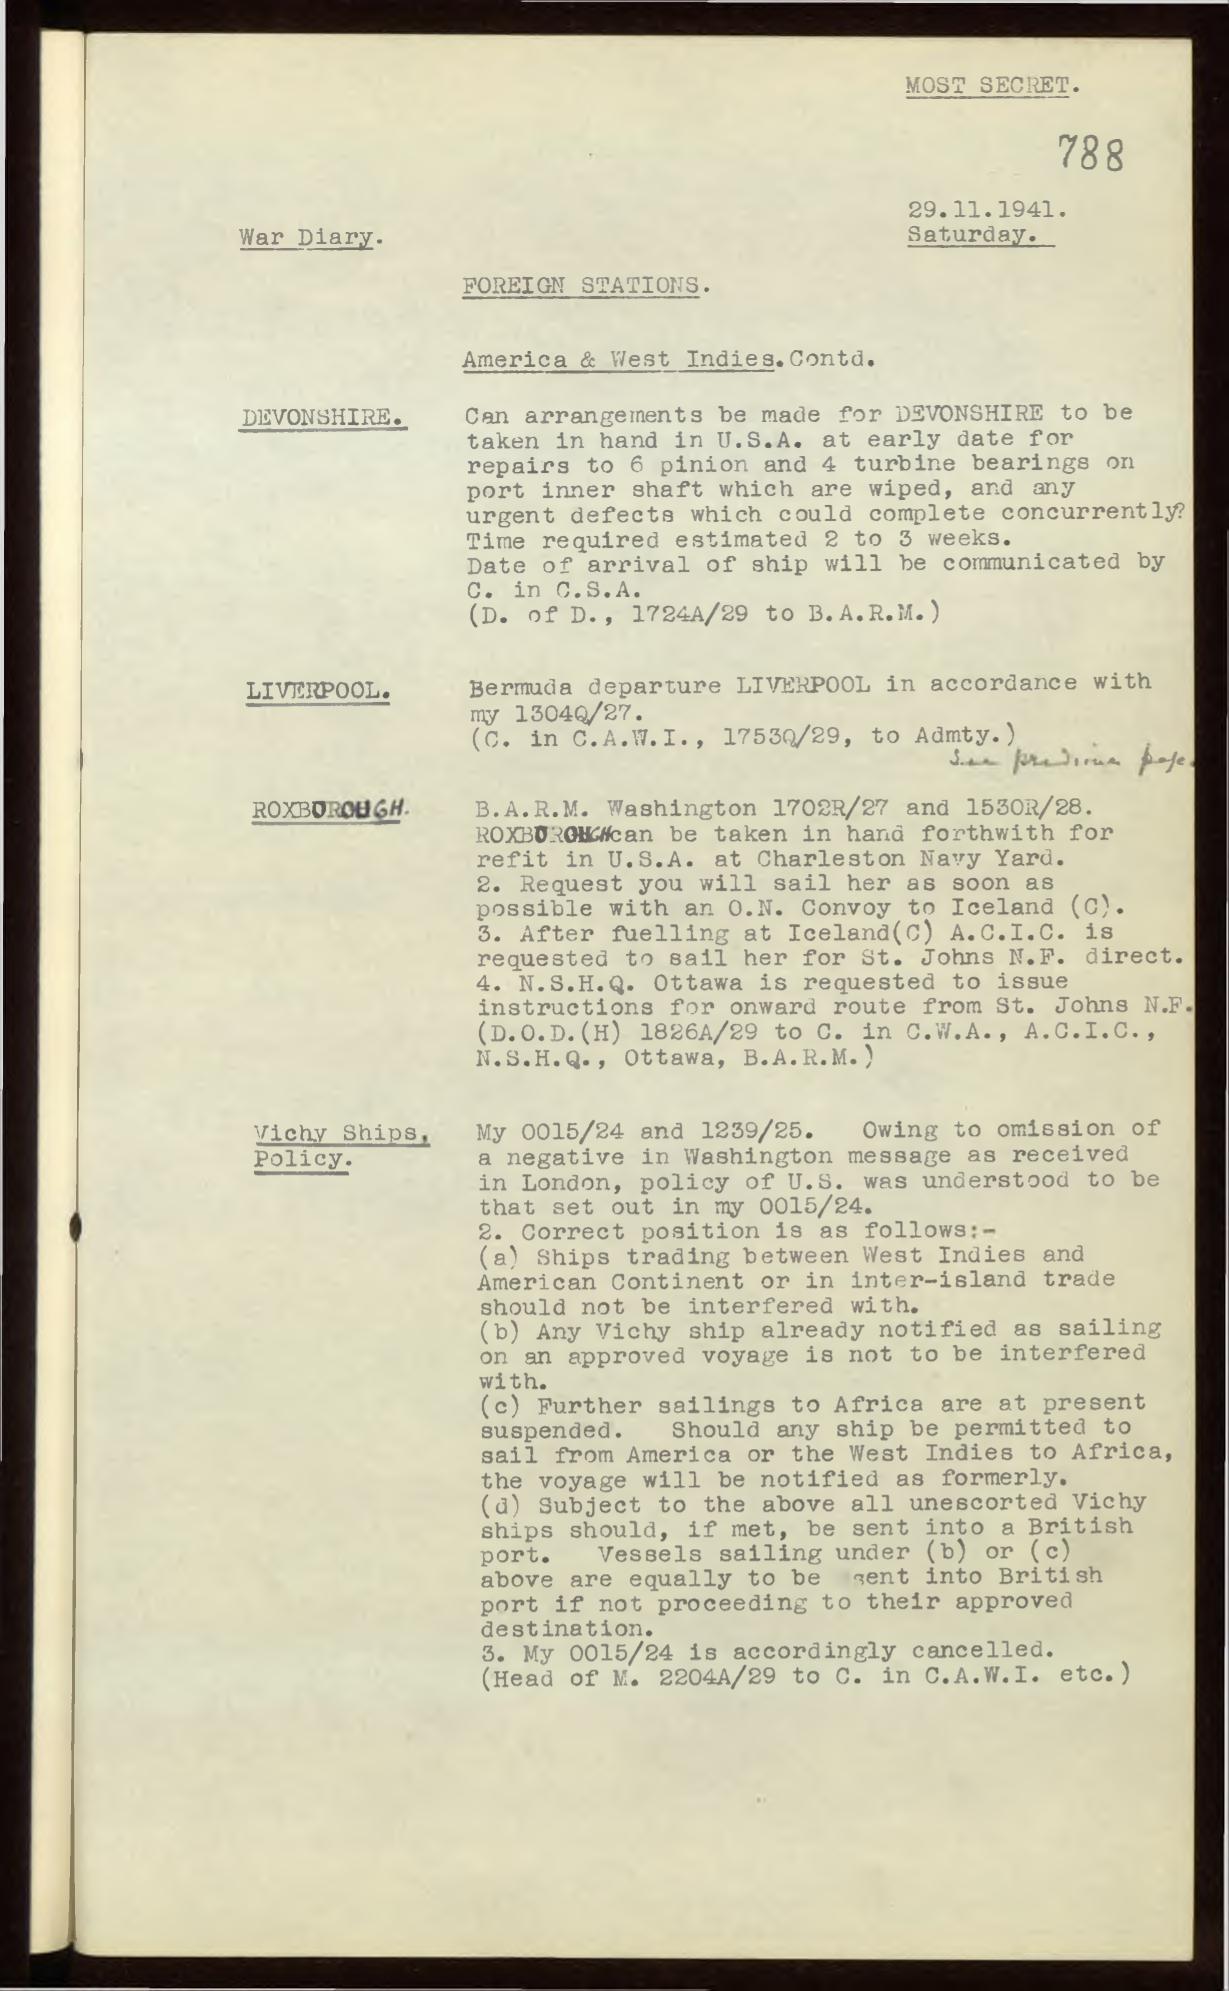 MOST SECRET.
788
29.11.1941.
War Diary.
Saturday.
FOREIGN STATIONS.
America & West Indies.Contd.
DEVONSHIRE.
Can arrangements be made for DEVONSHIRE to be
taken in hand in U.S.A. at early date for
repairs to 6 pinion and 4 turbine bearings on
port inner shaft which are wiped, and any
urgent defects which could complete concurrently?
Time required estimated 2 to 3 weeks.
Date of arrival of ship will be communicated by
C. in C.S.A.
(D. of D., 1724A/29 to B.A.R.M.)
LIVERPOOL.
Bermuda departure LIVERPOOL in accordance with
my 1304Q/27.
(C. in C.A.W.I., 1753Q/29, to Admty.)
See previous page.
ROXBOROUGH.
B.A.R.M. Washington 1702R/27 and 1530R/28.
ROXBOROUGH can be taken in hand forthwith for
refit in U.S.A. at Charleston Navy Yard.
2. Request you will sail her as soon as
possible with an O.N. Convoy to Iceland (C).
3. After fuelling at Iceland(C) A.C.I.C. is
requested to sail her for St. Johns N.F. direct.
4. N.S.H.Q. Ottawa is requested to issue
instructions for onward route from St. Johns N.F.
(D.O.D.(H) 1826A/29 to C. in C.W.A., A.C.I.C.,
N.S.H.Q., Ottawa, B.A.R.M.)
Vichy Ships,
Policy.
My 0015/24 and 1239/25. Owing to omission of
a negative in Washington message as received
in London, policy of U.S. was understood to be
that set out in my 0015/24.
2. Correct position is as follows:-
(a) Ships trading between West Indies and
American Continent or in inter-island trade
should not be interfered with.
(b) Any Vichy ship already notified as sailing
on an approved voyage is not to be interfered
with.
(c) Further sailings to Africa are at present
suspended. Should any ship be permitted to
sail from America or the West Indies to Africa,
the voyage will be notified as formerly.
(d) Subject to the above all unescorted Vichy
ships should, if met, be sent into a British
port. Vessels sailing under (b) or (c)
above are equally to be sent into British
port if not proceeding to their approved
destination.
3. My 0015/24 is accordingly cancelled.
(Head of M. 2204A/29 to C. in C.A.W.I. etc.)